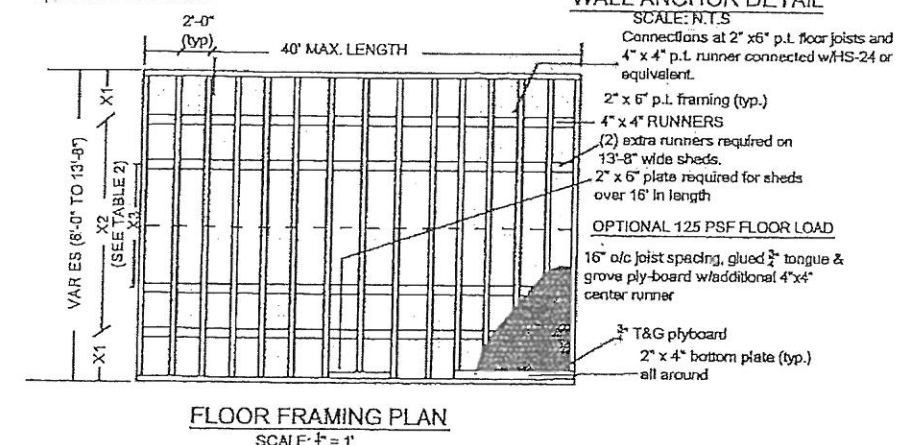 WALL ANCHOR DETAIL
SCALE: N.T.S
Connections at 2" x6" p.t. floor joists and
4" x 4" p.t. runner connected w/HS-24 or
equivalent.
2" x 6" p.t. framing (typ.)
4" x 4" RUNNERS
(2) extra runners required on
13'-8" wide sheds.
2" x 6" plate required for sheds
over 16' in length
OPTIONAL 125 PSF FLOOR LOAD
16" o/c joist spacing, glued 3/4" tongue &
grove ply-board w/additional 4"x4"
center runner
3/4" T&G plyboard
2" x 4" bottom plate (typ.)
all around
2'-0"
(typ)
40' MAX. LENGTH
X1
VARIES (6'-0" TO 13'-8")
X2
(SEE TABLE 2)
X3
X1
FLOOR FRAMING PLAN
SCALE: = 1'